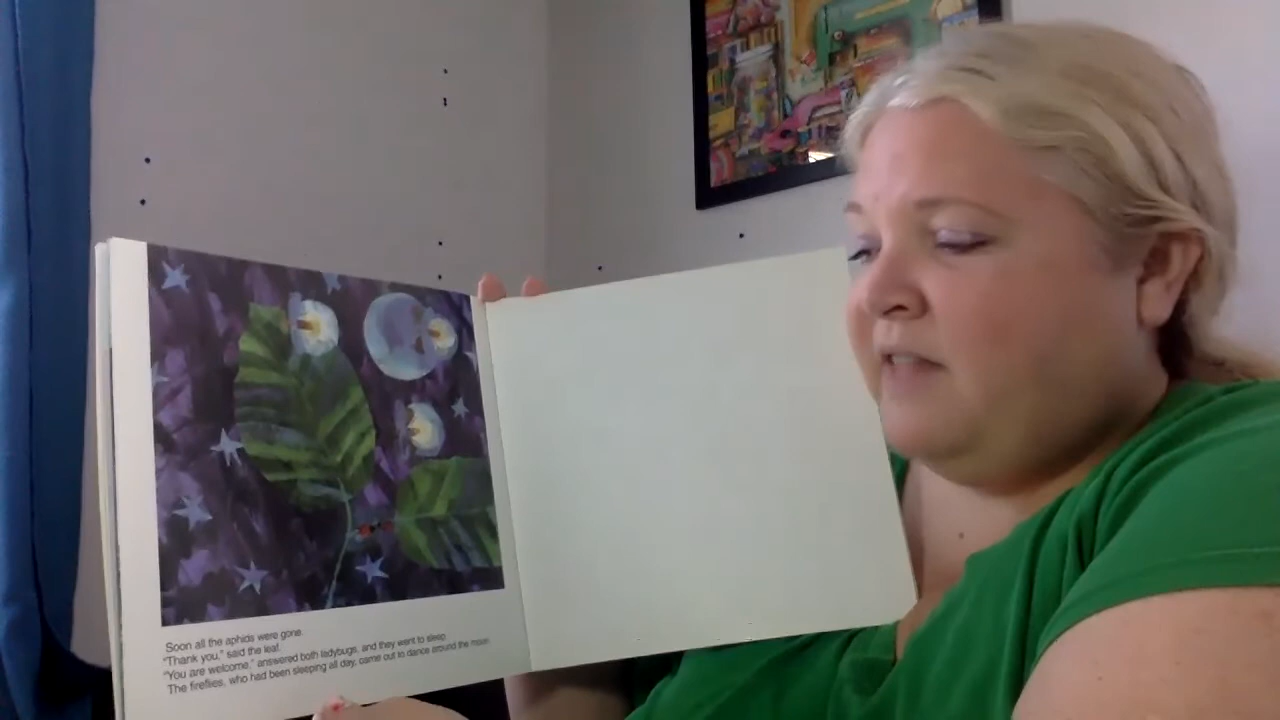 Soon all the aphids were gone.
"Thank you," said the leaf.
"You are welcome," answered both ladybugs, and they went to sleep.
The fireflies, who had been sleeping all day, came out to dance around the moon